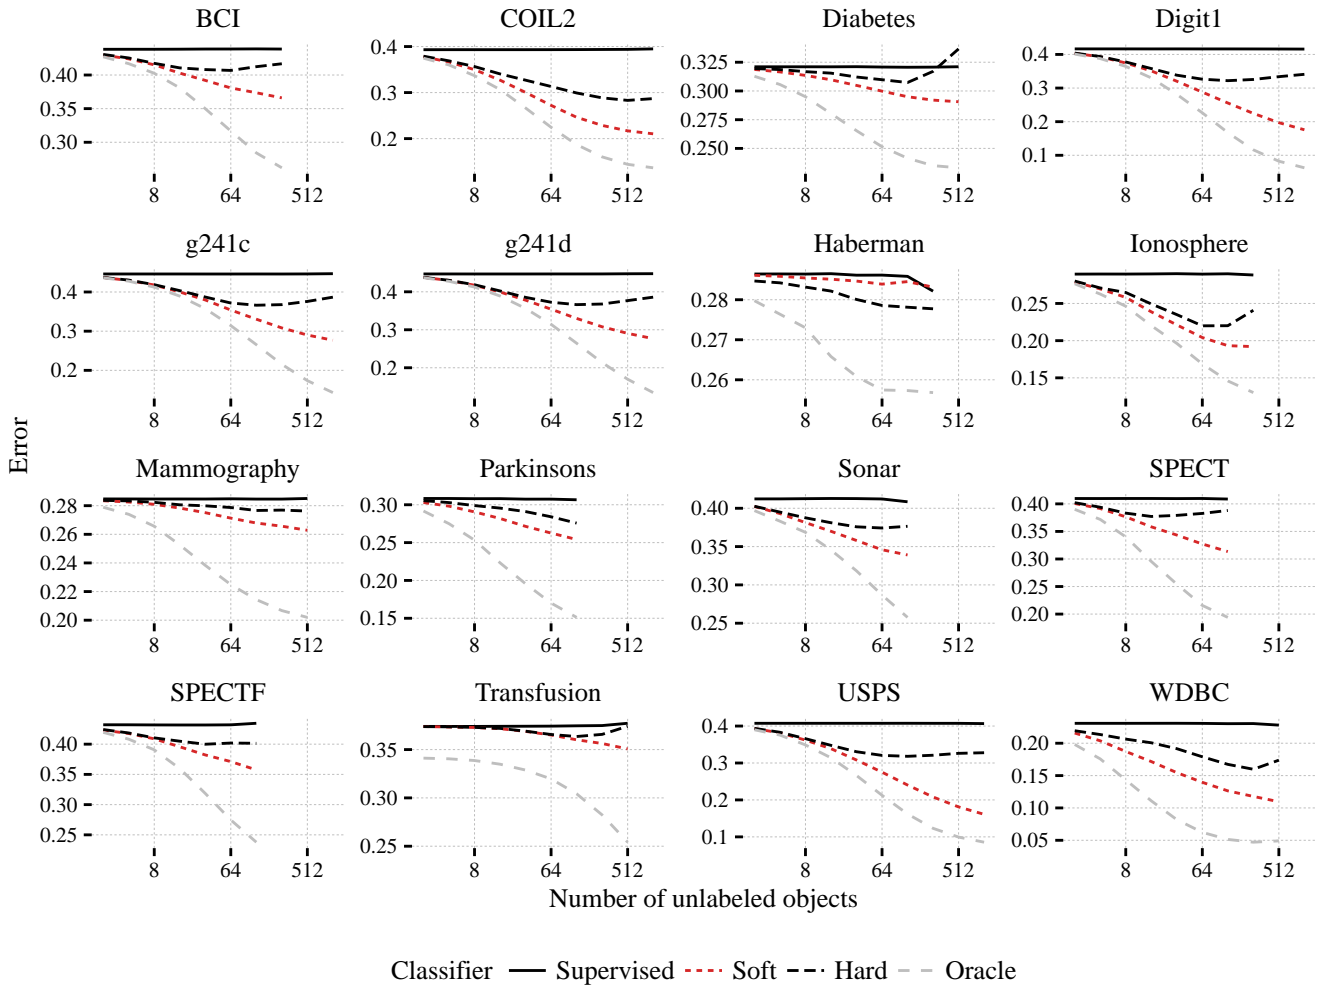 BCI COIL2 Diabetes Digit1
0.40
0.35
0.30
8 64 512
0.4
0.3
0.2
8 64 512
0.325
0.300
0.275
0.250
8 64 512
0.4
0.3
0.2
0.1
8 64 512
g241c g241d Haberman Ionosphere
0.4
0.3
0.2
8 64 512
0.4
0.3
0.2
8 64 512
0.28
0.27
0.26
8 64 512
0.25
0.20
0.15
8 64 512
Error
Mammography Parkinsons Sonar SPECT
0.28
0.26
0.24
0.22
0.20
8 64 512
0.30
0.25
0.20
0.15
8 64 512
0.40
0.35
0.30
0.25
8 64 512
0.40
0.35
0.30
0.25
0.20
8 64 512
SPECTF Transfusion USPS WDBC
0.40
0.35
0.30
0.25
8 64 512
0.35
0.30
0.25
8 64 512
0.4
0.3
0.2
0.1
8 64 512
0.20
0.15
0.10
0.05
8 64 512
Number of unlabeled objects
Classifier Supervised Soft Hard Oracle